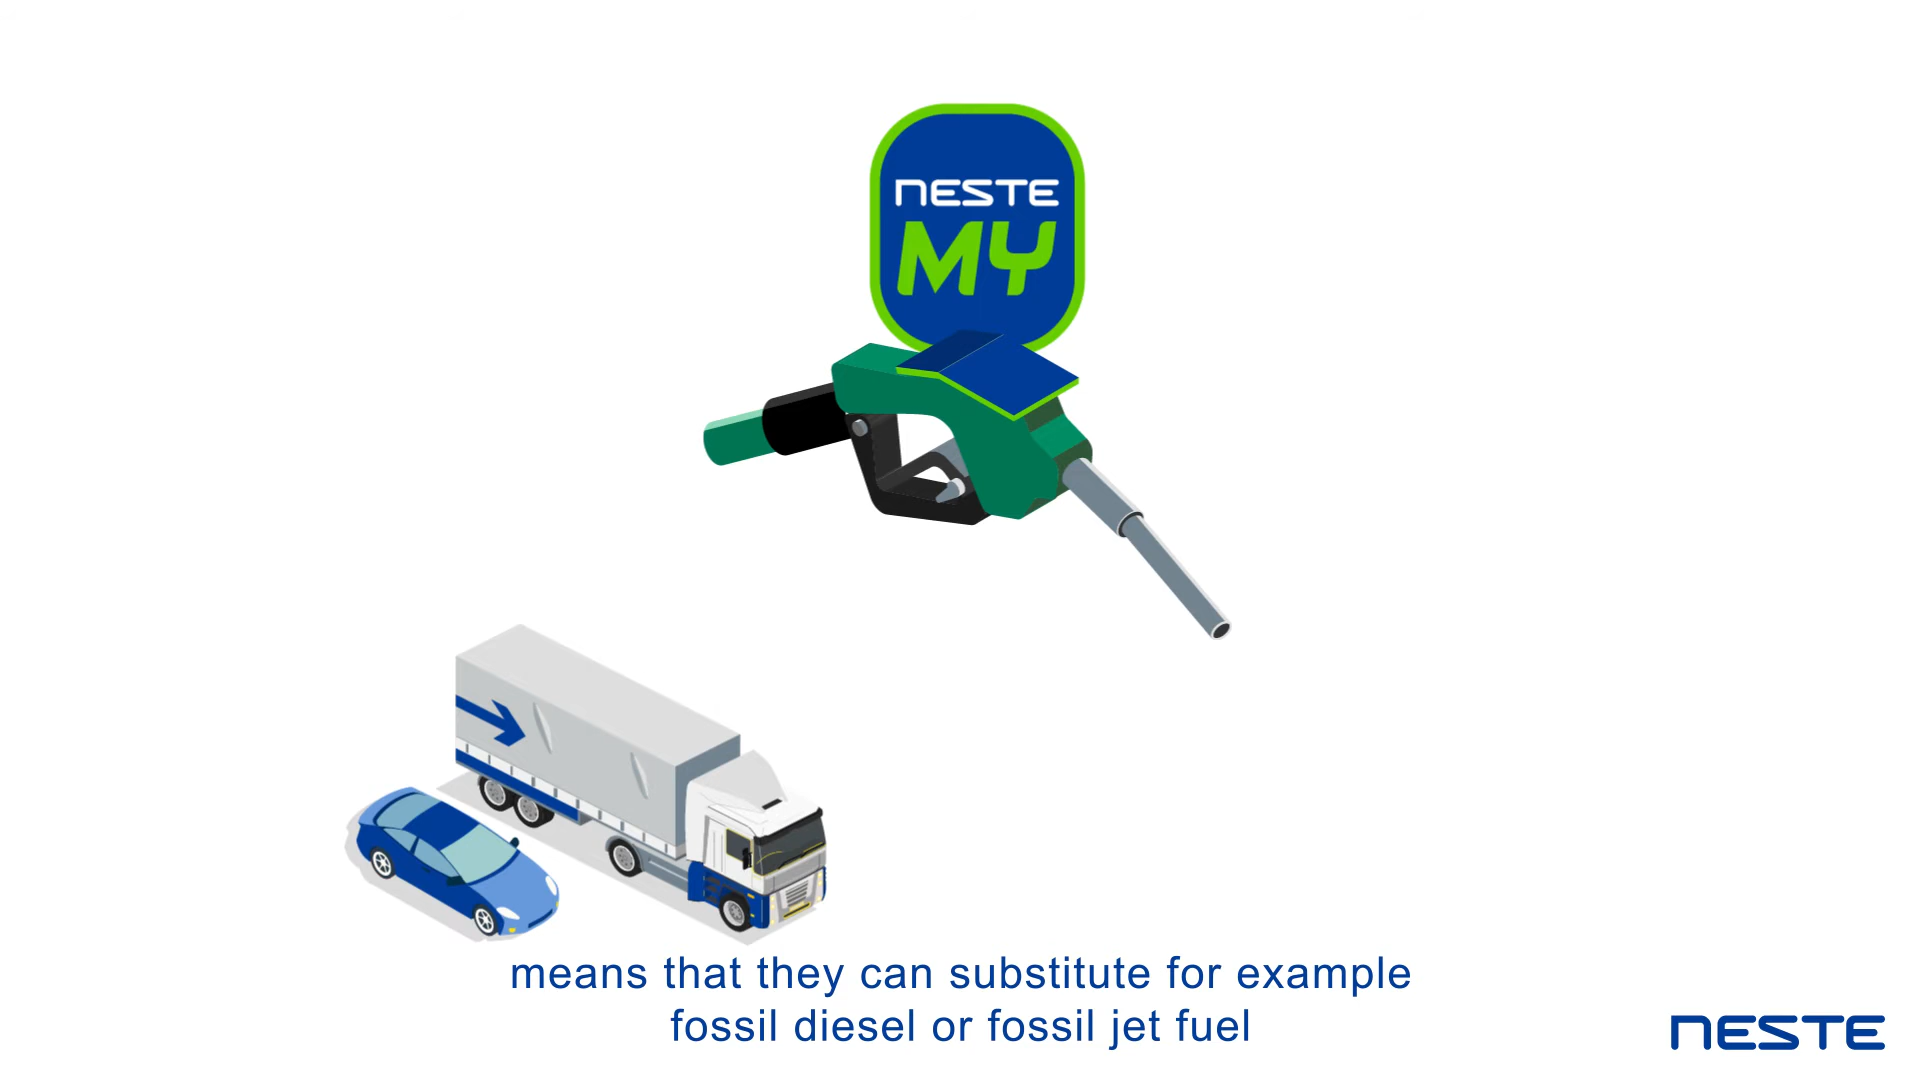 NESTE
MY
means that they can substitute for example
fossil diesel or fossil jet fuel
NESTE